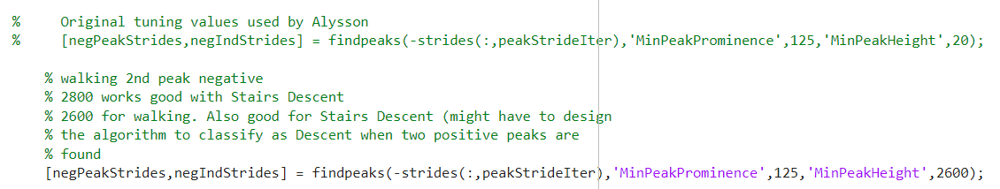 %     Original tuning values used by Alysson
%     [negPeakStrides,negIndStrides] = findpeaks(-strides(:,peakStrideIter),'MinPeakProminence',125,'MinPeakHeight',20);
% walking 2nd peak negative
% 2800 works good with Stairs Descent
% 2600 for walking. Also good for Stairs Descent (might have to design
% the algorithm to classify as Descent when two positive peaks are
% found
[negPeakStrides,negIndStrides] = findpeaks(-strides(:,peakStrideIter),'MinPeakProminence',125,'MinPeakHeight',2600);